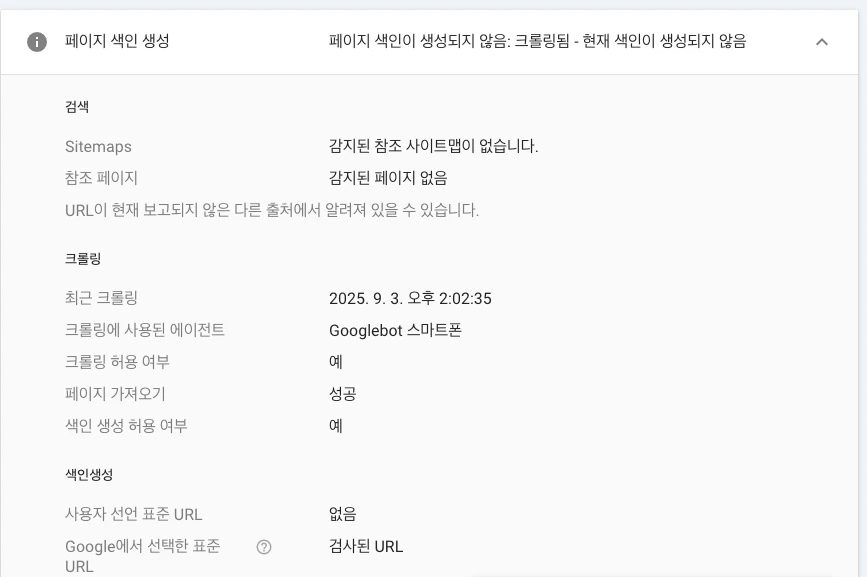 페이지 색인 생성 페이지 색인이 생성되지 않음: 크롤링됨 - 현재 색인이 생성되지 않음
검색
Sitemaps 감지된 참조 사이트맵이 없습니다.
참조 페이지 감지된 페이지 없음
URL이 현재 보고되지 않은 다른 출처에서 알려져 있을 수 있습니다.
크롤링
최근 크롤링 2025. 9. 3. 오후 2:02:35
크롤링에 사용된 에이전트 Googlebot 스마트폰
크롤링 허용 여부 예
페이지 가져오기 성공
색인 생성 허용 여부 예
색인생성
사용자 선언 표준 URL 없음
Google에서 선택한 표준 검사된 URL
URL